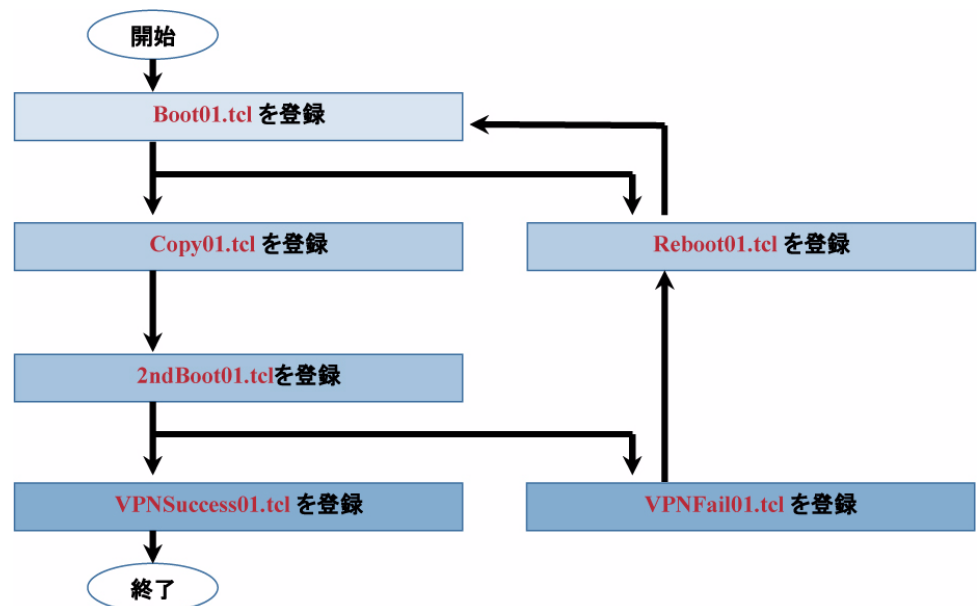 開始
Boot01.tcl を登録
Copy01.tcl を登録
Reboot01.tcl を登録
2ndBoot01.tclを登録
VPNSuccess01.tcl を登録
VPNFail01.tcl を登録
終了